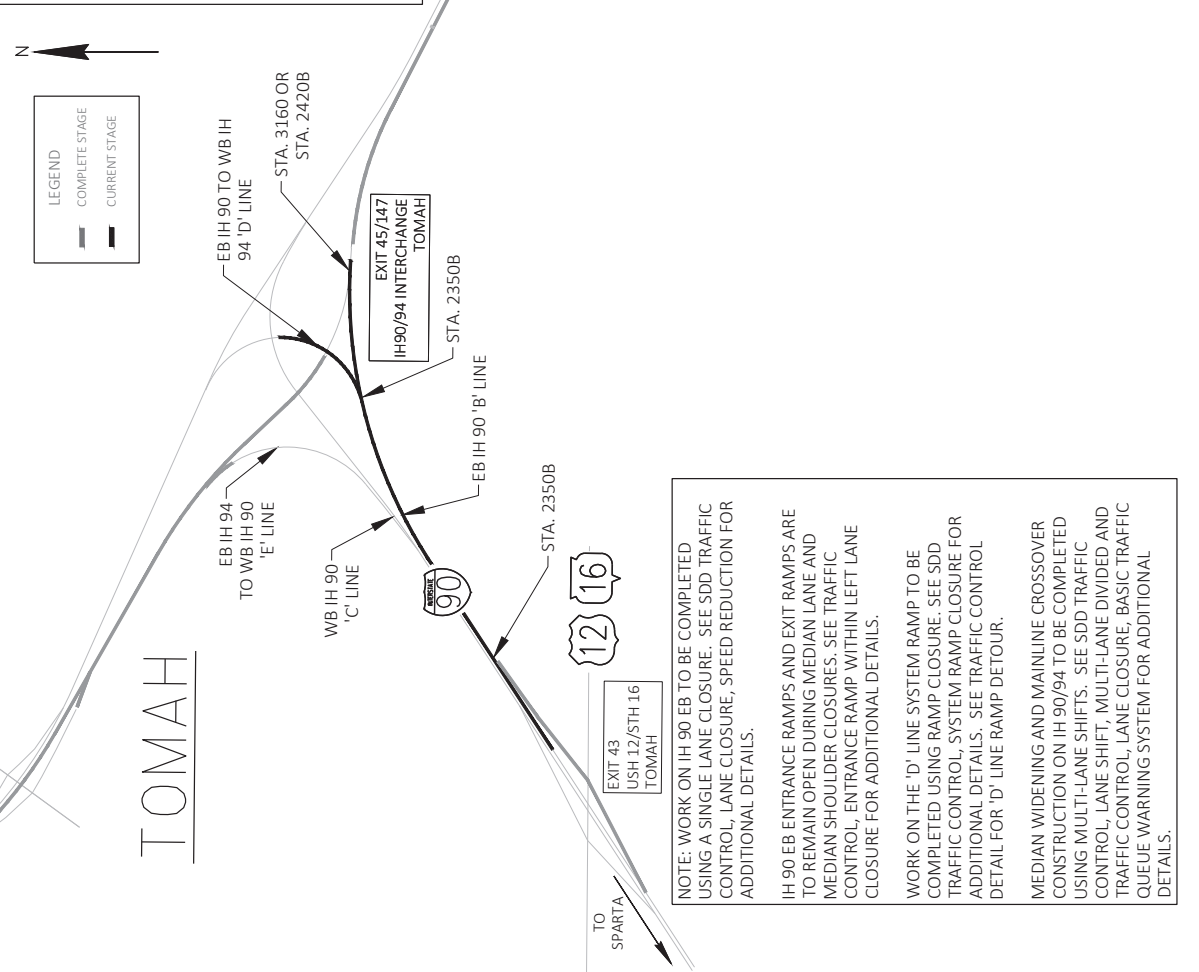 N
LEGEND
COMPLETE STAGE
CURRENT STAGE
TOMAH
EB IH 90 TO WB IH
94 'D' LINE
STA. 3160 OR
STA. 2420B
EXIT 45/147
IH90/94 INTERCHANGE
TOMAH
STA. 2350B
EB IH 90 'B' LINE
EB IH 94
TO WB IH 90
'E' LINE
WB IH 90
'C' LINE
INTERSTATE
90
STA. 2350B
12
16
EXIT 43
USH 12/STH 16
TOMAH
TO
SPARTA
NOTE: WORK ON IH 90 EB TO BE COMPLETED
USING A SINGLE LANE CLOSURE. SEE SDD TRAFFIC
CONTROL, LANE CLOSURE, SPEED REDUCTION FOR
ADDITIONAL DETAILS.
IH 90 EB ENTRANCE RAMPS AND EXIT RAMPS ARE
TO REMAIN OPEN DURING MEDIAN LANE AND
MEDIAN SHOULDER CLOSURES. SEE TRAFFIC
CONTROL, ENTRANCE RAMP WITHIN LEFT LANE
CLOSURE FOR ADDITIONAL DETAILS.
WORK ON THE 'D' LINE SYSTEM RAMP TO BE
COMPLETED USING RAMP CLOSURE. SEE SDD
TRAFFIC CONTROL, SYSTEM RAMP CLOSURE FOR
ADDITIONAL DETAILS. SEE TRAFFIC CONTROL
DETAIL FOR 'D' LINE RAMP DETOUR.
MEDIAN WIDENING AND MAINLINE CROSSOVER
CONSTRUCTION ON IH 90/94 TO BE COMPLETED
USING MULTI-LANE SHIFTS. SEE SDD TRAFFIC
CONTROL, LANE SHIFT, MULTI-LANE DIVIDED AND
TRAFFIC CONTROL, LANE CLOSURE, BASIC TRAFFIC
QUEUE WARNING SYSTEM FOR ADDITIONAL
DETAILS.